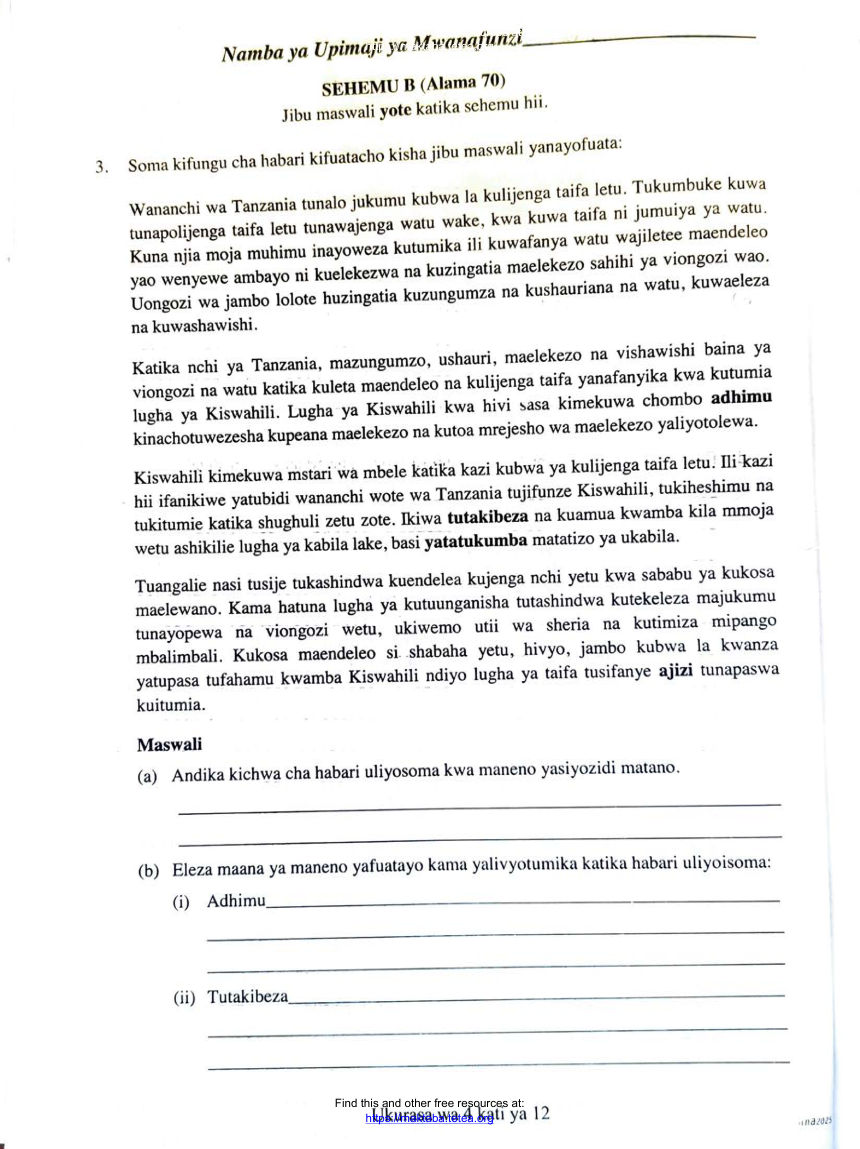 Namba ya Upimaji ya Mwanafunzi
SEHEMU B (Alama 70)
Jibu maswali yote katika sehemu hii.
3. Soma kifungu cha habari kifuatacho kisha jibu maswali yanayofuata:
Wananchi wa Tanzania tunalo jukumu kubwa la kulijenga taifa letu. Tukumbuke kuwa
tunapolijenga taifa letu tunawajenga watu wake, kwa kuwa taifa ni jumuiya ya watu.
Kuna njia moja muhimu inayoweza kutumika ili kuwafanya watu wajiletee maendeleo
yao wenyewe ambayo ni kuelekezwa na kuzingatia maelekezo sahihi ya viongozi wao.
Uongozi wa jambo lolote huzingatia kuzungumza na kushauriana na watu, kuwaeleza
na kuwashawishi.
Katika nchi ya Tanzania, mazungumzo, ushauri, maelekezo na vishawishi baina ya
viongozi na watu katika kuleta maendeleo na kulijenga taifa yanafanyika kwa kutumia
lugha ya Kiswahili. Lugha ya Kiswahili kwa hivi sasa kimekuwa chombo adhimu
kinachotuwezesha kupeana maelekezo na kutoa mrejesho wa maelekezo yaliyotolewa.
Kiswahili kimekuwa mstari wa mbele katika kazi kubwa ya kulijenga taifa letu. Ili kazi
hii ifanikiwe yatubidi wananchi wote wa Tanzania tujifunze Kiswahili, tukiheshimu na
tukitumie katika shughuli zetu zote. Ikiwa tutakibeza na kuamua kwamba kila mmoja
wetu ashikilie lugha ya kabila lake, basi yatatukumba matatizo ya ukabila.
Tuangalie nasi tusije tukashindwa kuendelea kujenga nchi yetu kwa sababu ya kukosa
maelewano. Kama hatuna lugha ya kutuunganisha tutashindwa kutekeleza majukumu
tunayopewa na viongozi wetu, ukiwemo utii wa sheria na kutimiza mipango
mbalimbali. Kukosa maendeleo si shabaha yetu, hivyo, jambo kubwa la kwanza
yatupasa tufahamu kwamba Kiswahili ndiyo lugha ya taifa tusifanye ajizi tunapaswa
kuitumia.
Maswali
(a) Andika kichwa cha habari uliyosoma kwa maneno yasiyozidi matano.
(b) Eleza maana ya maneno yafuatayo kama yalivyotumika katika habari uliyoisoma:
(i) Adhimu
(ii) Tutakibeza
Find this and other free resources at:
Ukurasa wa 4 kati ya 12
https://maktaba.tetea.org